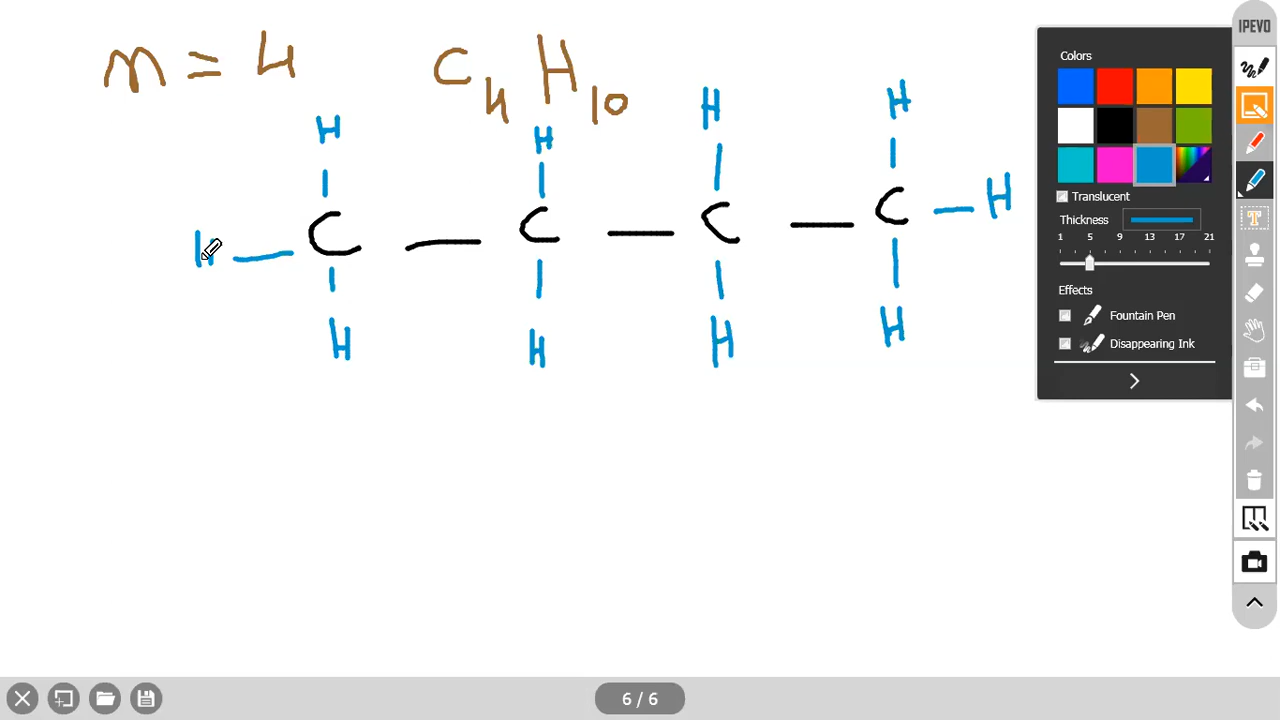 n = 4 C4H10
H H H H
H – C – C – C – C – H
H H H H
IPEVO
Colors
Translucent
Thickness
1 5 9 13 17 21
Effects
Fountain Pen
Disappearing Ink
T
6 / 6